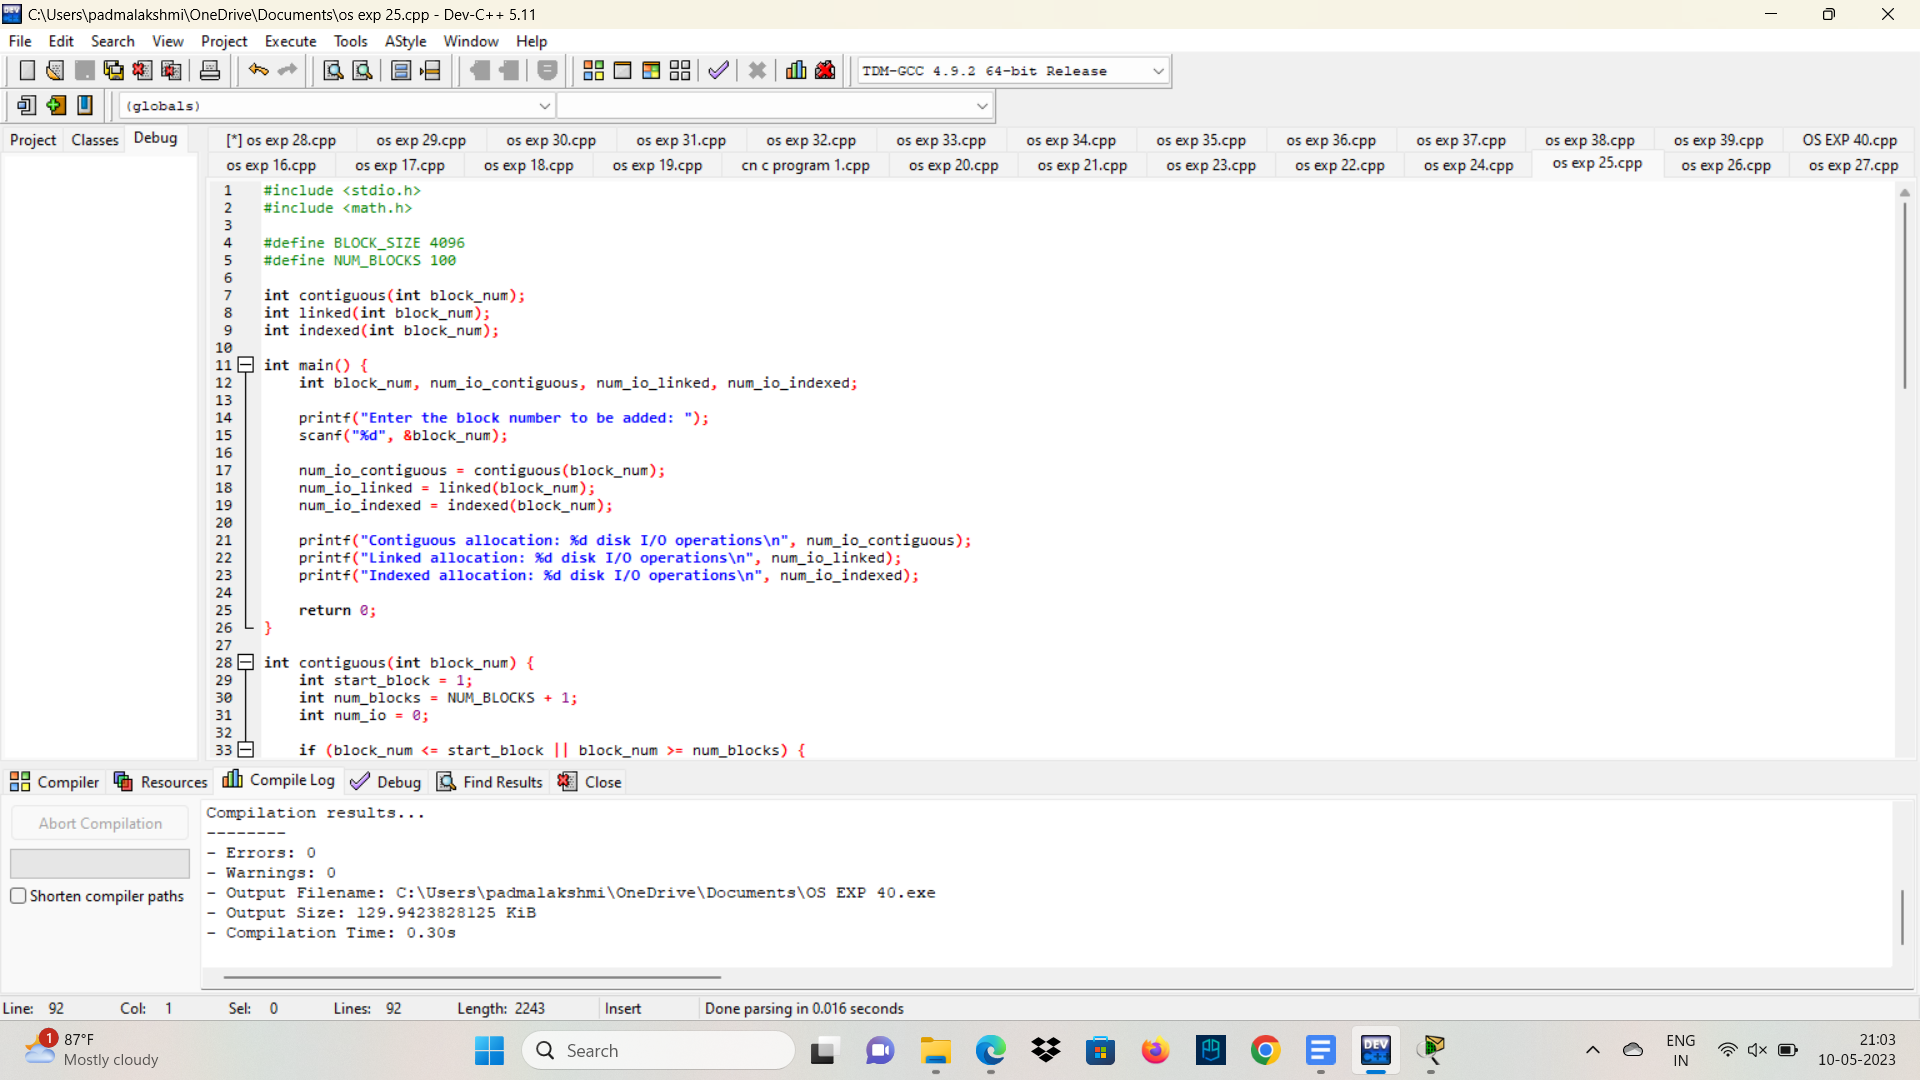 C:\Users\padmalakshmi\OneDrive\Documents\os exp 25.cpp - Dev-C++ 5.11
File Edit Search View Project Execute Tools AStyle Window Help
TDM-GCC 4.9.2 64-bit Release
(globals)
Project Classes Debug
[*] os exp 28.cpp os exp 29.cpp os exp 30.cpp os exp 31.cpp os exp 32.cpp os exp 33.cpp os exp 34.cpp os exp 35.cpp os exp 36.cpp os exp 37.cpp os exp 38.cpp os exp 39.cpp OS EXP 40.cpp
os exp 16.cpp os exp 17.cpp os exp 18.cpp os exp 19.cpp cn c program 1.cpp os exp 20.cpp os exp 21.cpp os exp 23.cpp os exp 22.cpp os exp 24.cpp os exp 25.cpp os exp 26.cpp os exp 27.cpp
1 #include <stdio.h>
2 #include <math.h>
3
4 #define BLOCK_SIZE 4096
5 #define NUM_BLOCKS 100
6
7 int contiguous(int block_num);
8 int linked(int block_num);
9 int indexed(int block_num);
10
11 int main() {
12 int block_num, num_io_contiguous, num_io_linked, num_io_indexed;
13
14 printf("Enter the block number to be added: ");
15 scanf("%d", &block_num);
16
17 num_io_contiguous = contiguous(block_num);
18 num_io_linked = linked(block_num);
19 num_io_indexed = indexed(block_num);
20
21 printf("Contiguous allocation: %d disk I/O operations\n", num_io_contiguous);
22 printf("Linked allocation: %d disk I/O operations\n", num_io_linked);
23 printf("Indexed allocation: %d disk I/O operations\n", num_io_indexed);
24
25 return 0;
26 }
27
28 int contiguous(int block_num) {
29 int start_block = 1;
30 int num_blocks = NUM_BLOCKS + 1;
31 int num_io = 0;
32
33 if (block_num <= start_block || block_num >= num_blocks) {
Compiler Resources Compile Log Debug Find Results Close
Abort Compilation
Shorten compiler paths
Compilation results...
--------
- Errors: 0
- Warnings: 0
- Output Filename: C:\Users\padmalakshmi\OneDrive\Documents\OS EXP 40.exe
- Output Size: 129.9423828125 KiB
- Compilation Time: 0.30s
Line: 92 Col: 1 Sel: 0 Lines: 92 Length: 2243 Insert Done parsing in 0.016 seconds
1
87°F
Mostly cloudy
Search
DEV C++
ENG
IN
21:03
10-05-2023